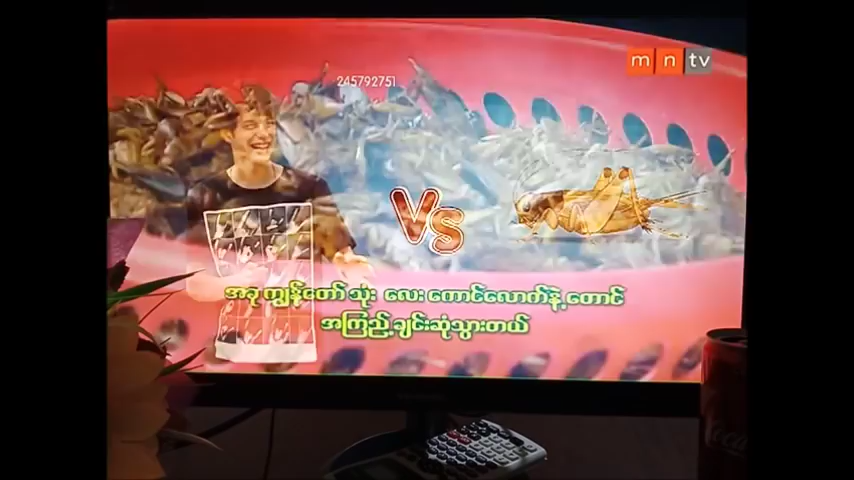 mntv
245792751
Vs
အခု ကျွန်တော် သုံး လေး ကောင်လောက်နဲ့ တောင်
အကြည့်ချင်းဆုံသွားတယ်